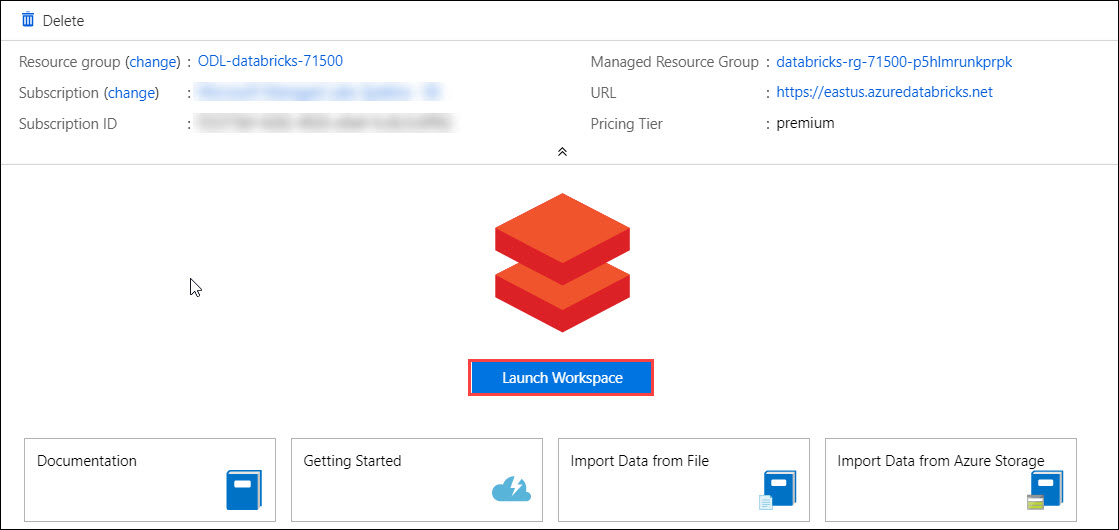 Delete
Resource group (change) : ODL-databricks-71500
Subscription (change) :
Subscription ID :
Managed Resource Group : databricks-rg-71500-p5hlmrunkprpk
URL : https://eastus.azuredatabricks.net
Pricing Tier : premium
Launch Workspace
Documentation
Getting Started
Import Data from File
Import Data from Azure Storage